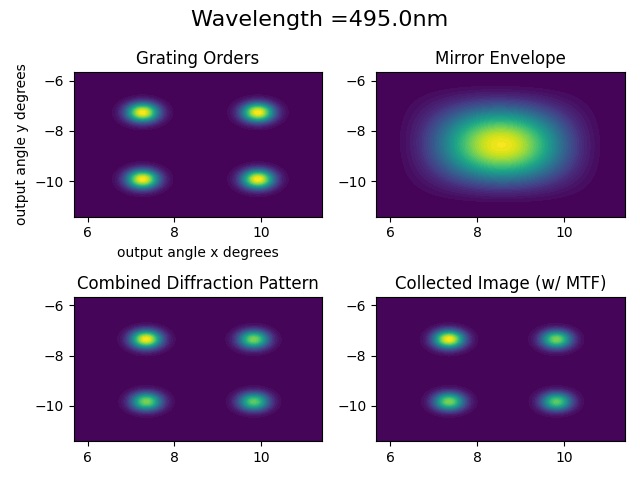 Wavelength =495.0nm
Grating Orders
Mirror Envelope
output angle y degrees
−6
−8
−10
6 8 10
output angle x degrees
−6
−8
−10
6 8 10
Combined Diffraction Pattern
Collected Image (w/ MTF)
−6
−8
−10
6 8 10
−6
−8
−10
6 8 10